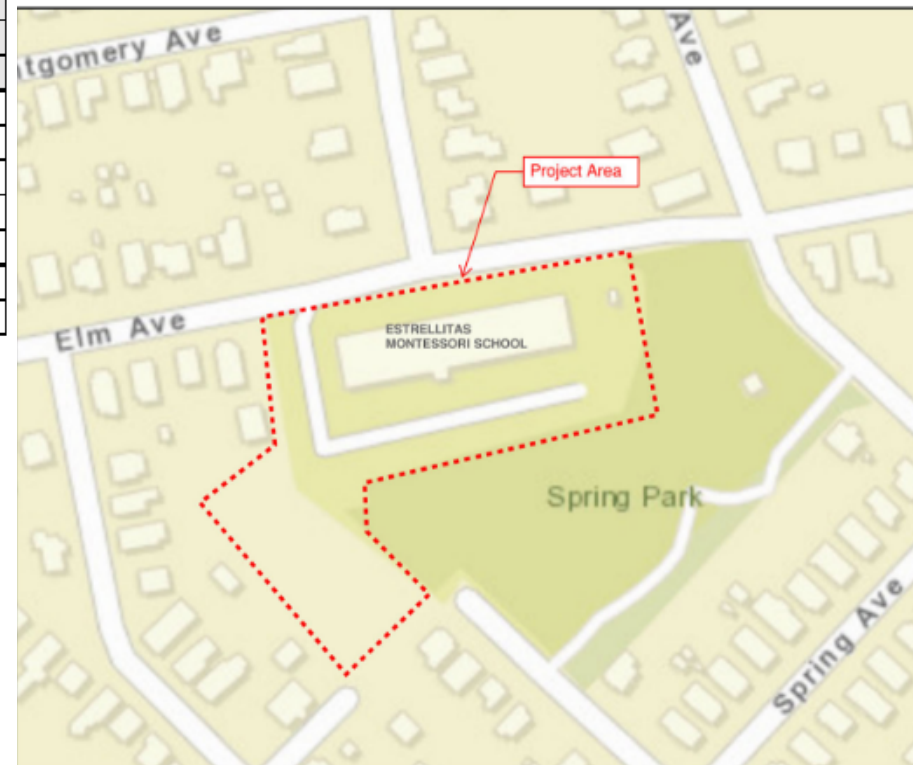 tgomery Ave
Ave
Project Area
Elm Ave
ESTRELLITAS
MONTESSORI SCHOOL
Spring Park
Spring Ave